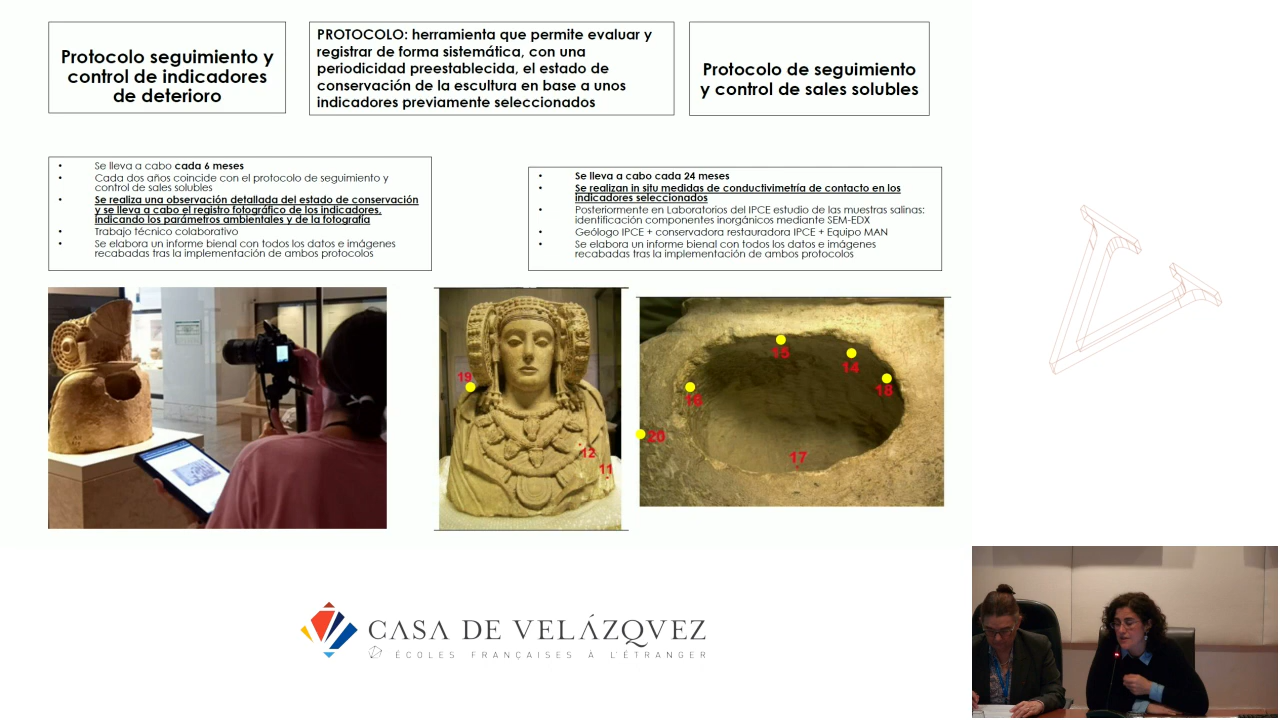 Protocolo seguimiento y
control de indicadores
de deterioro
PROTOCOLO: herramienta que permite evaluar y
registrar de forma sistemática, con una
periodicidad preestablecida, el estado de
conservación de la escultura en base a unos
indicadores previamente seleccionados
Protocolo de seguimiento
y control de sales solubles
• Se lleva a cabo cada 6 meses
• Cada dos años coincide con el protocolo de seguimiento y
control de sales solubles
• Se realiza una observación detallada del estado de conservación
y se lleva a cabo el registro fotográfico de los indicadores,
indicando los parámetros ambientales y de la fotografía
• Trabajo técnico colaborativo
• Se elabora un informe bienal con todos los datos e imágenes
recabadas tras la implementación de ambos protocolos
• Se lleva a cabo cada 24 meses
• Se realizan in situ medidas de conductivimetría de contacto en los
indicadores seleccionados
• Posteriormente en Laboratorios del IPCE estudio de las muestras salinas:
identificación componentes inorgánicos mediante SEM-EDX
• Geólogo IPCE + conservadora restauradora IPCE + Equipo MAN
• Se elabora un informe bienal con todos los datos e imágenes
recabadas tras la implementación de ambos protocolos
19
12
11
15
14
18
20
17
CASA DE VELÁZQVEZ
ÉCOLES FRANÇAISES À L'ÉTRANGER